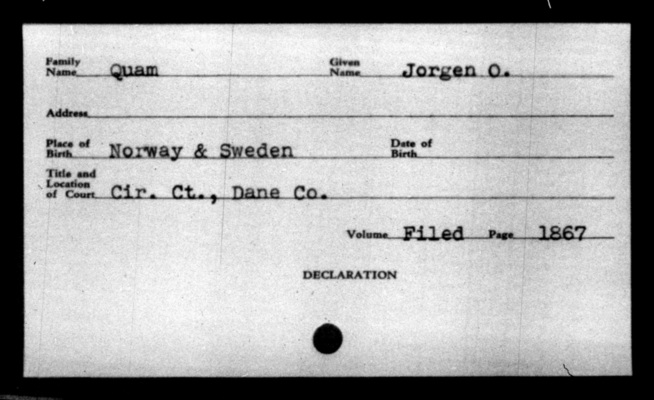 Family Name Quam Given Name Jorgen O.
Address
Place of Birth Norway & Sweden Date of Birth
Title and Location of Court Cir. Ct., Dane Co.
Volume Filed Page 1867
DECLARATION